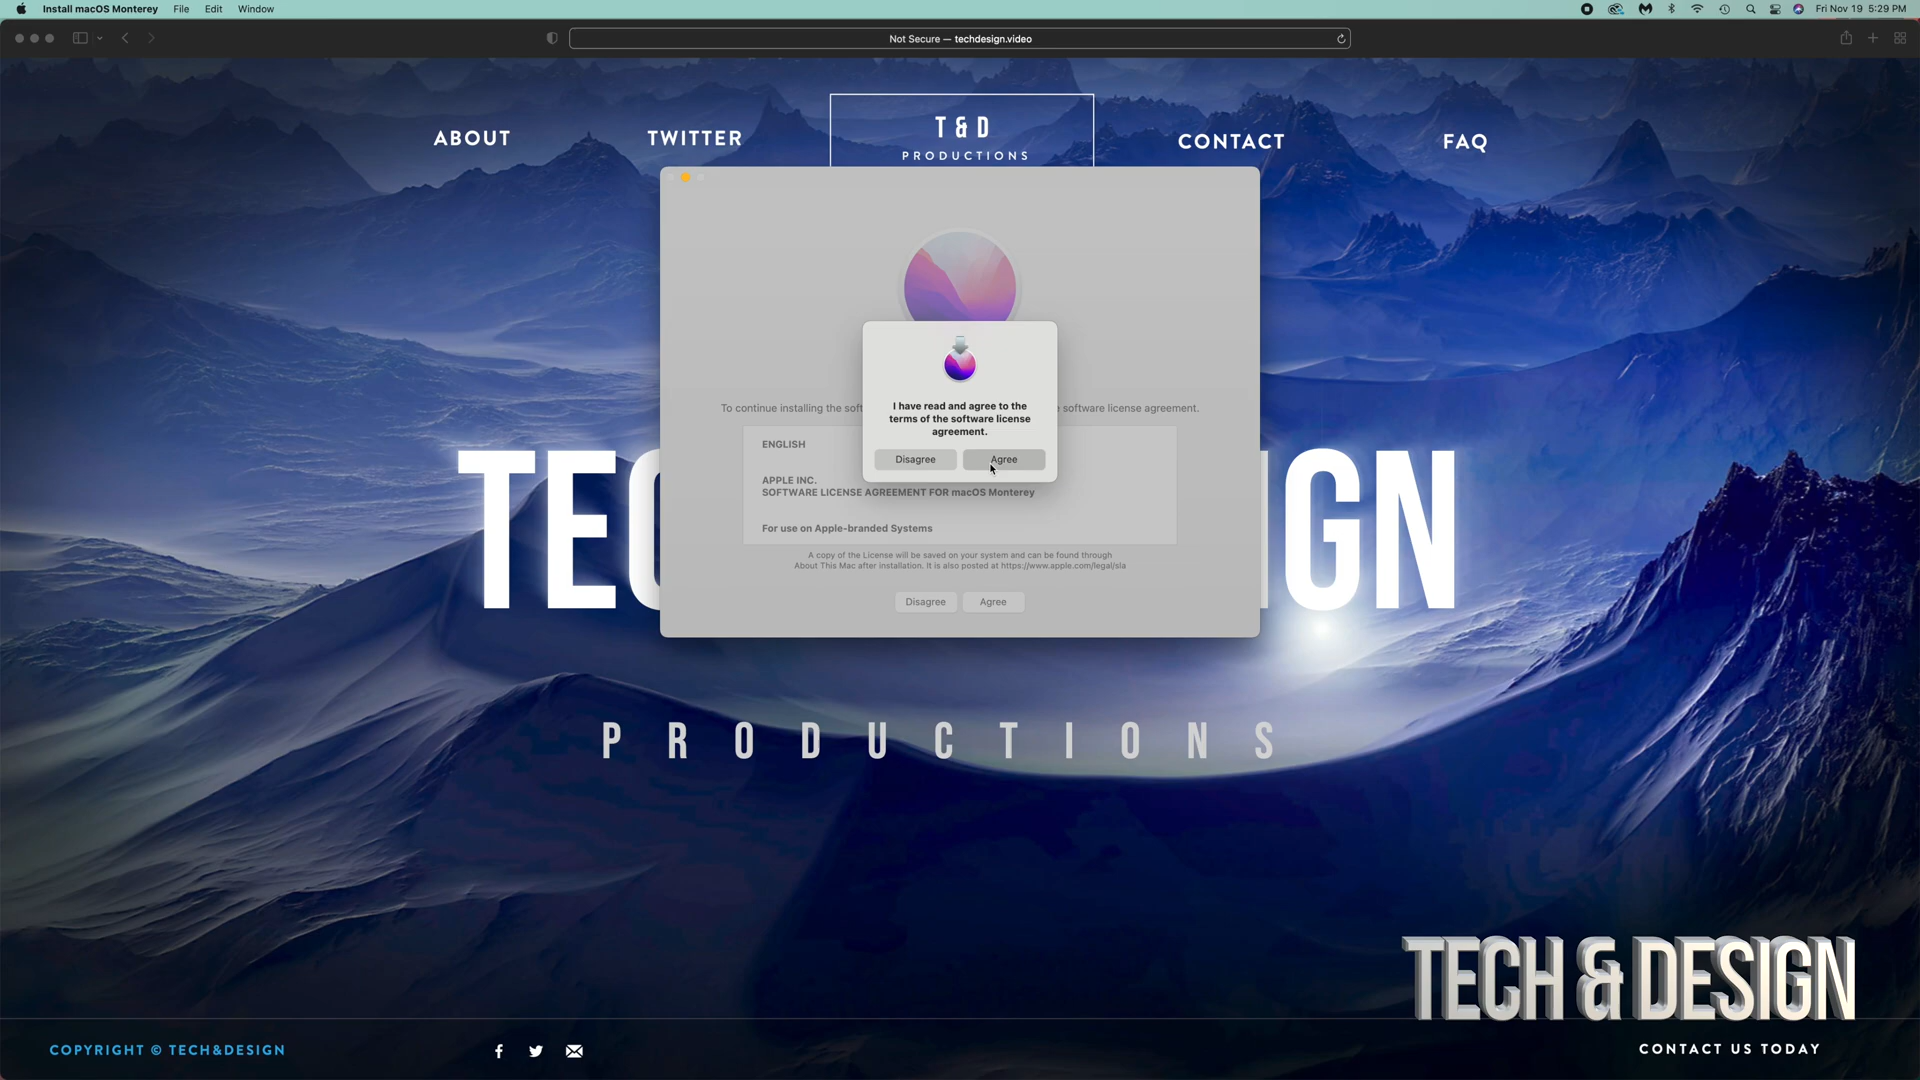 Install macOS Monterey File Edit Window Fri Nov 19 5:29 PM
Not Secure — techdesign.video
ABOUT TWITTER T & D CONTACT FAQ
PRODUCTIONS
I have read and agree to the
terms of the software license
agreement.
Disagree Agree
To continue installing the software license agreement.
ENGLISH
APPLE INC.
SOFTWARE LICENSE AGREEMENT FOR macOS Monterey
For use on Apple-branded Systems
A copy of the License will be saved on your system and can be found through
About This Mac after installation. It is also posted at https://www.apple.com/legal/sla
Disagree Agree
TEC IGN
PRODUCTIONS
TECH & DESIGN
COPYRIGHT © TECH&DESIGN CONTACT US TODAY